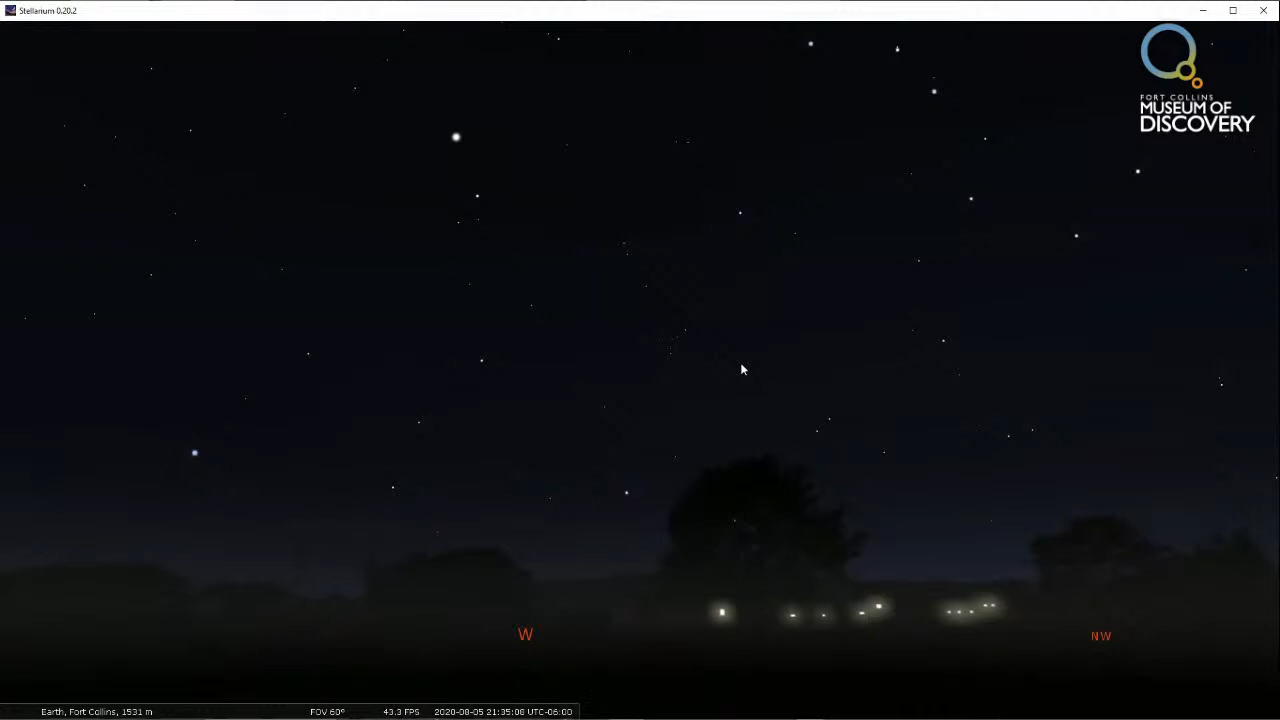 Stellarium 0.20.2
FORT COLLINS
MUSEUM OF
DISCOVERY
W
NW
Earth, Fort Collins, 1531 m FOV 60° 43.3 FPS 2020-08-05 21:35:08 UTC-06:00